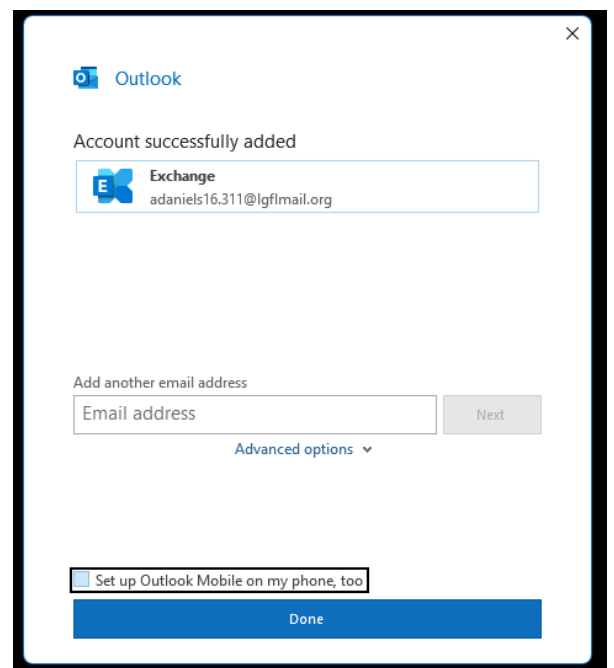 Outlook
Account successfully added
Exchange
adaniels16.311@lgflmail.org
Add another email address
Email address
Next
Advanced options
Set up Outlook Mobile on my phone, too
Done